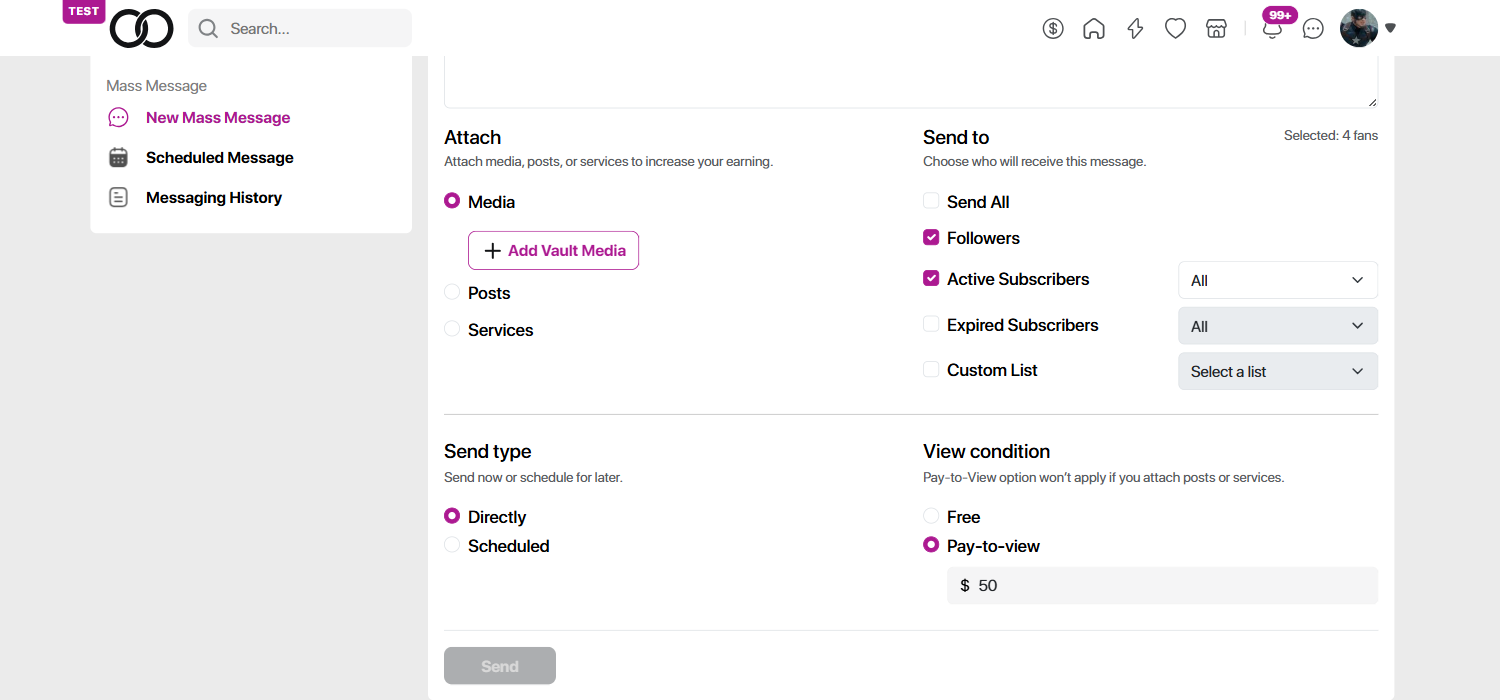 TEST
Search...
99+
Mass Message
New Mass Message
Scheduled Message
Messaging History
Attach
Attach media, posts, or services to increase your earning.
Media
Add Vault Media
Posts
Services
Send to
Selected: 4 fans
Choose who will receive this message.
Send All
Followers
Active Subscribers
All
Expired Subscribers
All
Custom List
Select a list
Send type
Send now or schedule for later.
Directly
Scheduled
View condition
Pay-to-View option won’t apply if you attach posts or services.
Free
Pay-to-view
$ 50
Send